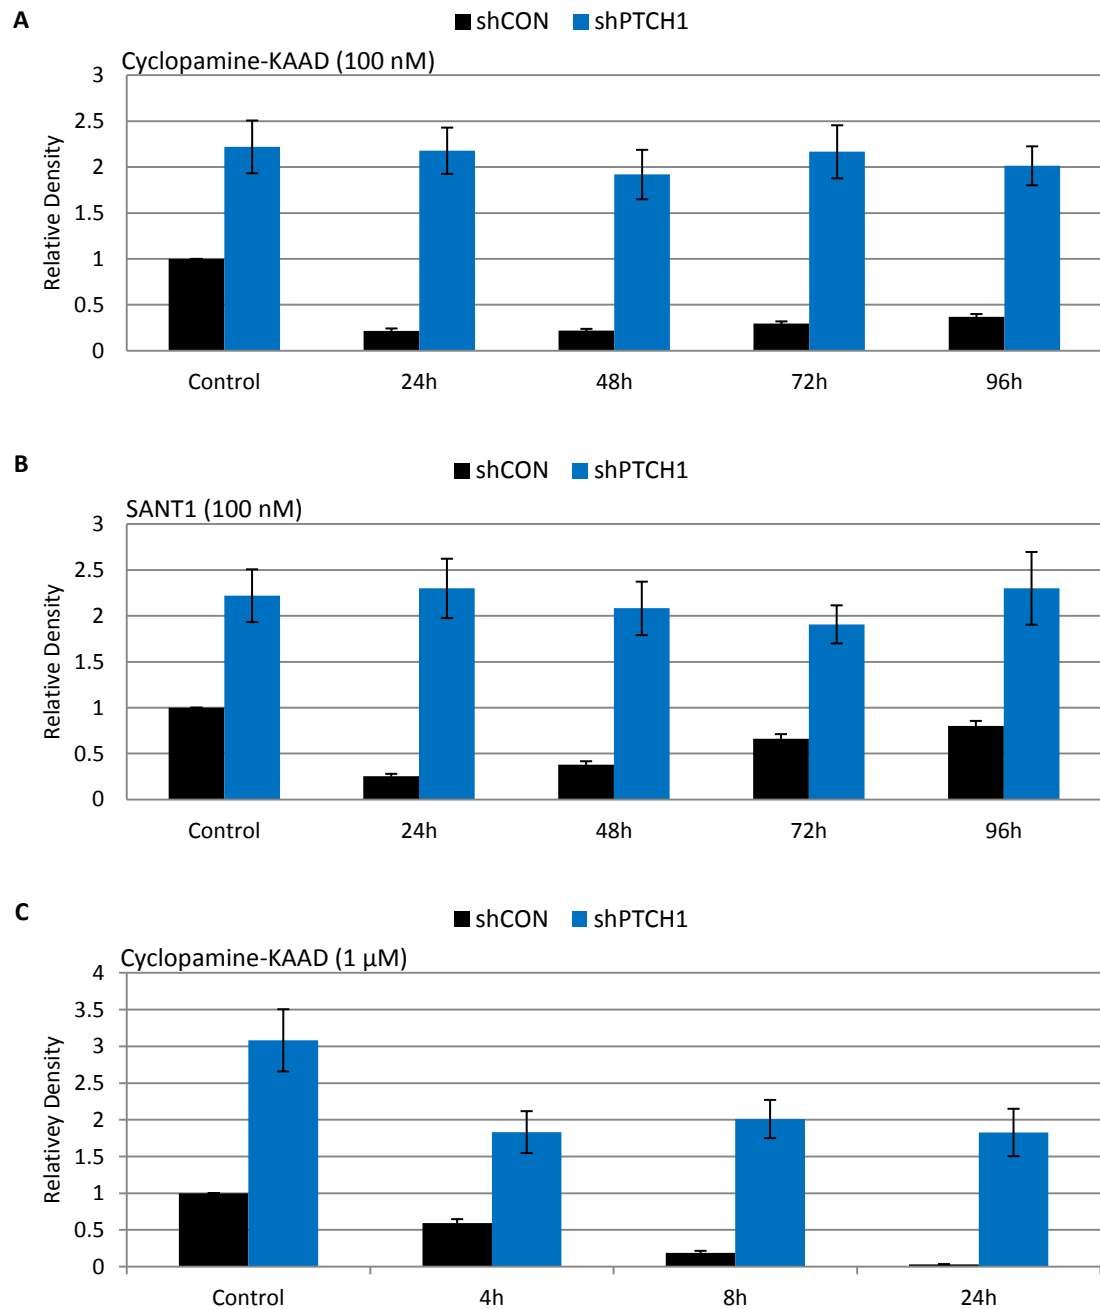 A
shCON shPTCH1
Cyclopamine-KAAD (100 nM)
3
2.5
2
1.5
1
0.5
0
Relative Density
Control 24h 48h 72h 96h
B
shCON shPTCH1
SANT1 (100 nM)
3
2.5
2
1.5
1
0.5
0
Relative Density
Control 24h 48h 72h 96h
C
shCON shPTCH1
Cyclopamine-KAAD (1 µM)
4
3.5
3
2.5
2
1.5
1
0.5
0
Relativey Density
Control 4h 8h 24h